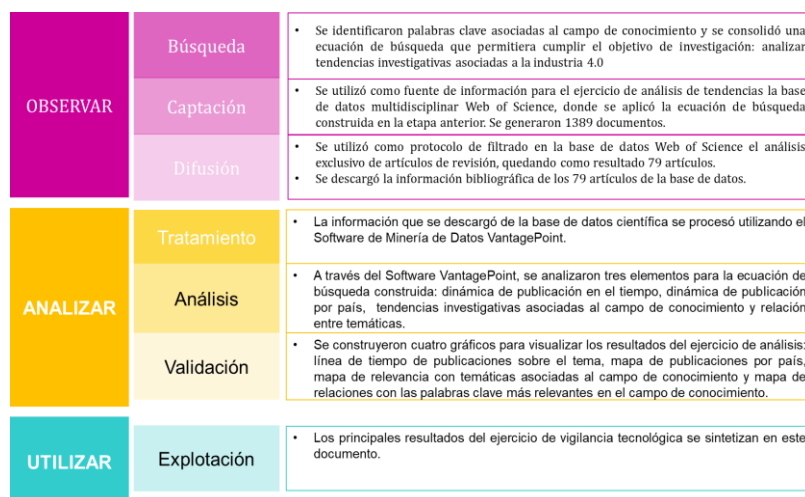 OBSERVAR
Búsqueda
• Se identificaron palabras clave asociadas al campo de conocimiento y se consolidó una
ecuación de búsqueda que permitiera cumplir el objetivo de investigación: analizar
tendencias investigativas asociadas a la industria 4.0
Captación
• Se utilizó como fuente de información para el ejercicio de análisis de tendencias la base
de datos multidisciplinar Web of Science, donde se aplicó la ecuación de búsqueda
construida en la etapa anterior. Se generaron 1389 documentos.
Difusión
• Se utilizó como protocolo de filtrado en la base de datos Web of Science el análisis
exclusivo de artículos de revisión, quedando como resultado 79 artículos.
• Se descargó la información bibliográfica de los 79 artículos de la base de datos.
ANALIZAR
Tratamiento
• La información que se descargó de la base de datos científica se procesó utilizando el
Software de Minería de Datos VantagePoint.
Análisis
• A través del Software VantagePoint, se analizaron tres elementos para la ecuación de
búsqueda construida: dinámica de publicación en el tiempo, dinámica de publicación
por país, tendencias investigativas asociadas al campo de conocimiento y relación
entre temáticas.
Validación
• Se construyeron cuatro gráficos para visualizar los resultados del ejercicio de análisis:
línea de tiempo de publicaciones sobre el tema, mapa de publicaciones por país,
mapa de relevancia con temáticas asociadas al campo de conocimiento y mapa de
relaciones con las palabras clave más relevantes en el campo de conocimiento.
UTILIZAR
Explotación
• Los principales resultados del ejercicio de vigilancia tecnológica se sintetizan en este
documento.